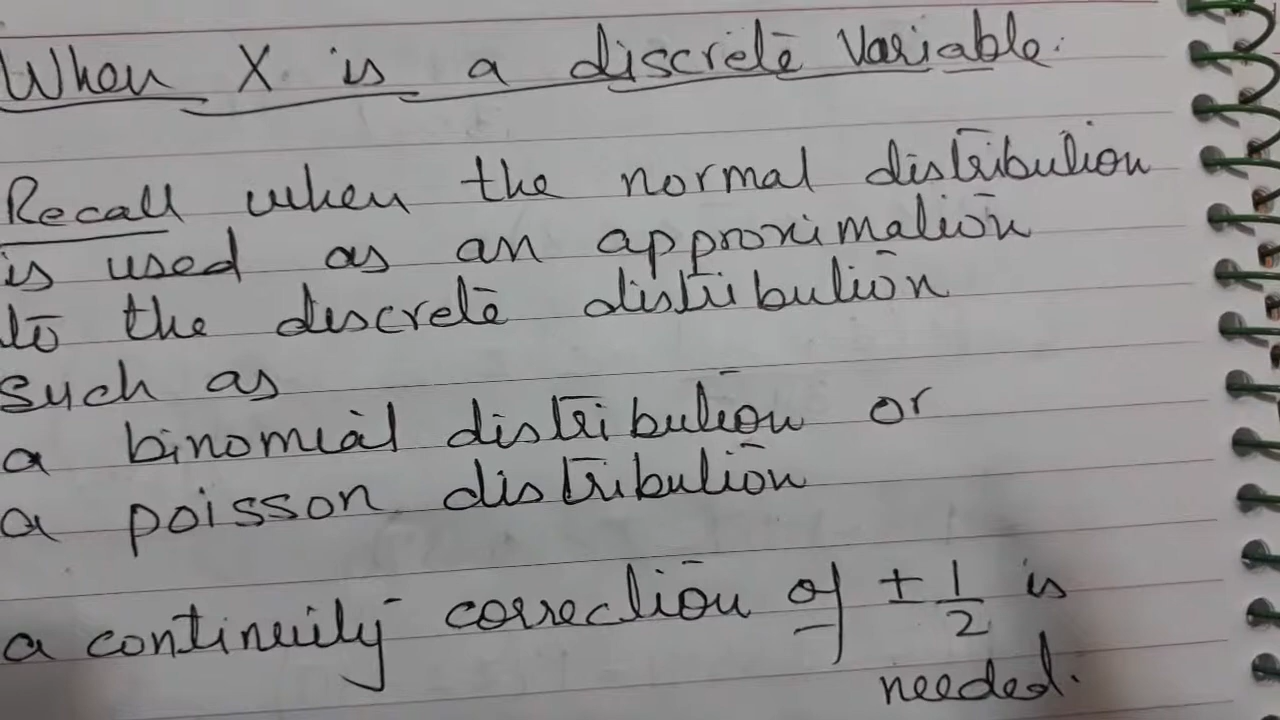 When X is a discrete Variable.
Recall when the normal distribution
is used as an approximation
to the discrete distribution
such as
a binomial distribution or
a poisson distribution
a continuity correction of ± 1/2 is
needed.